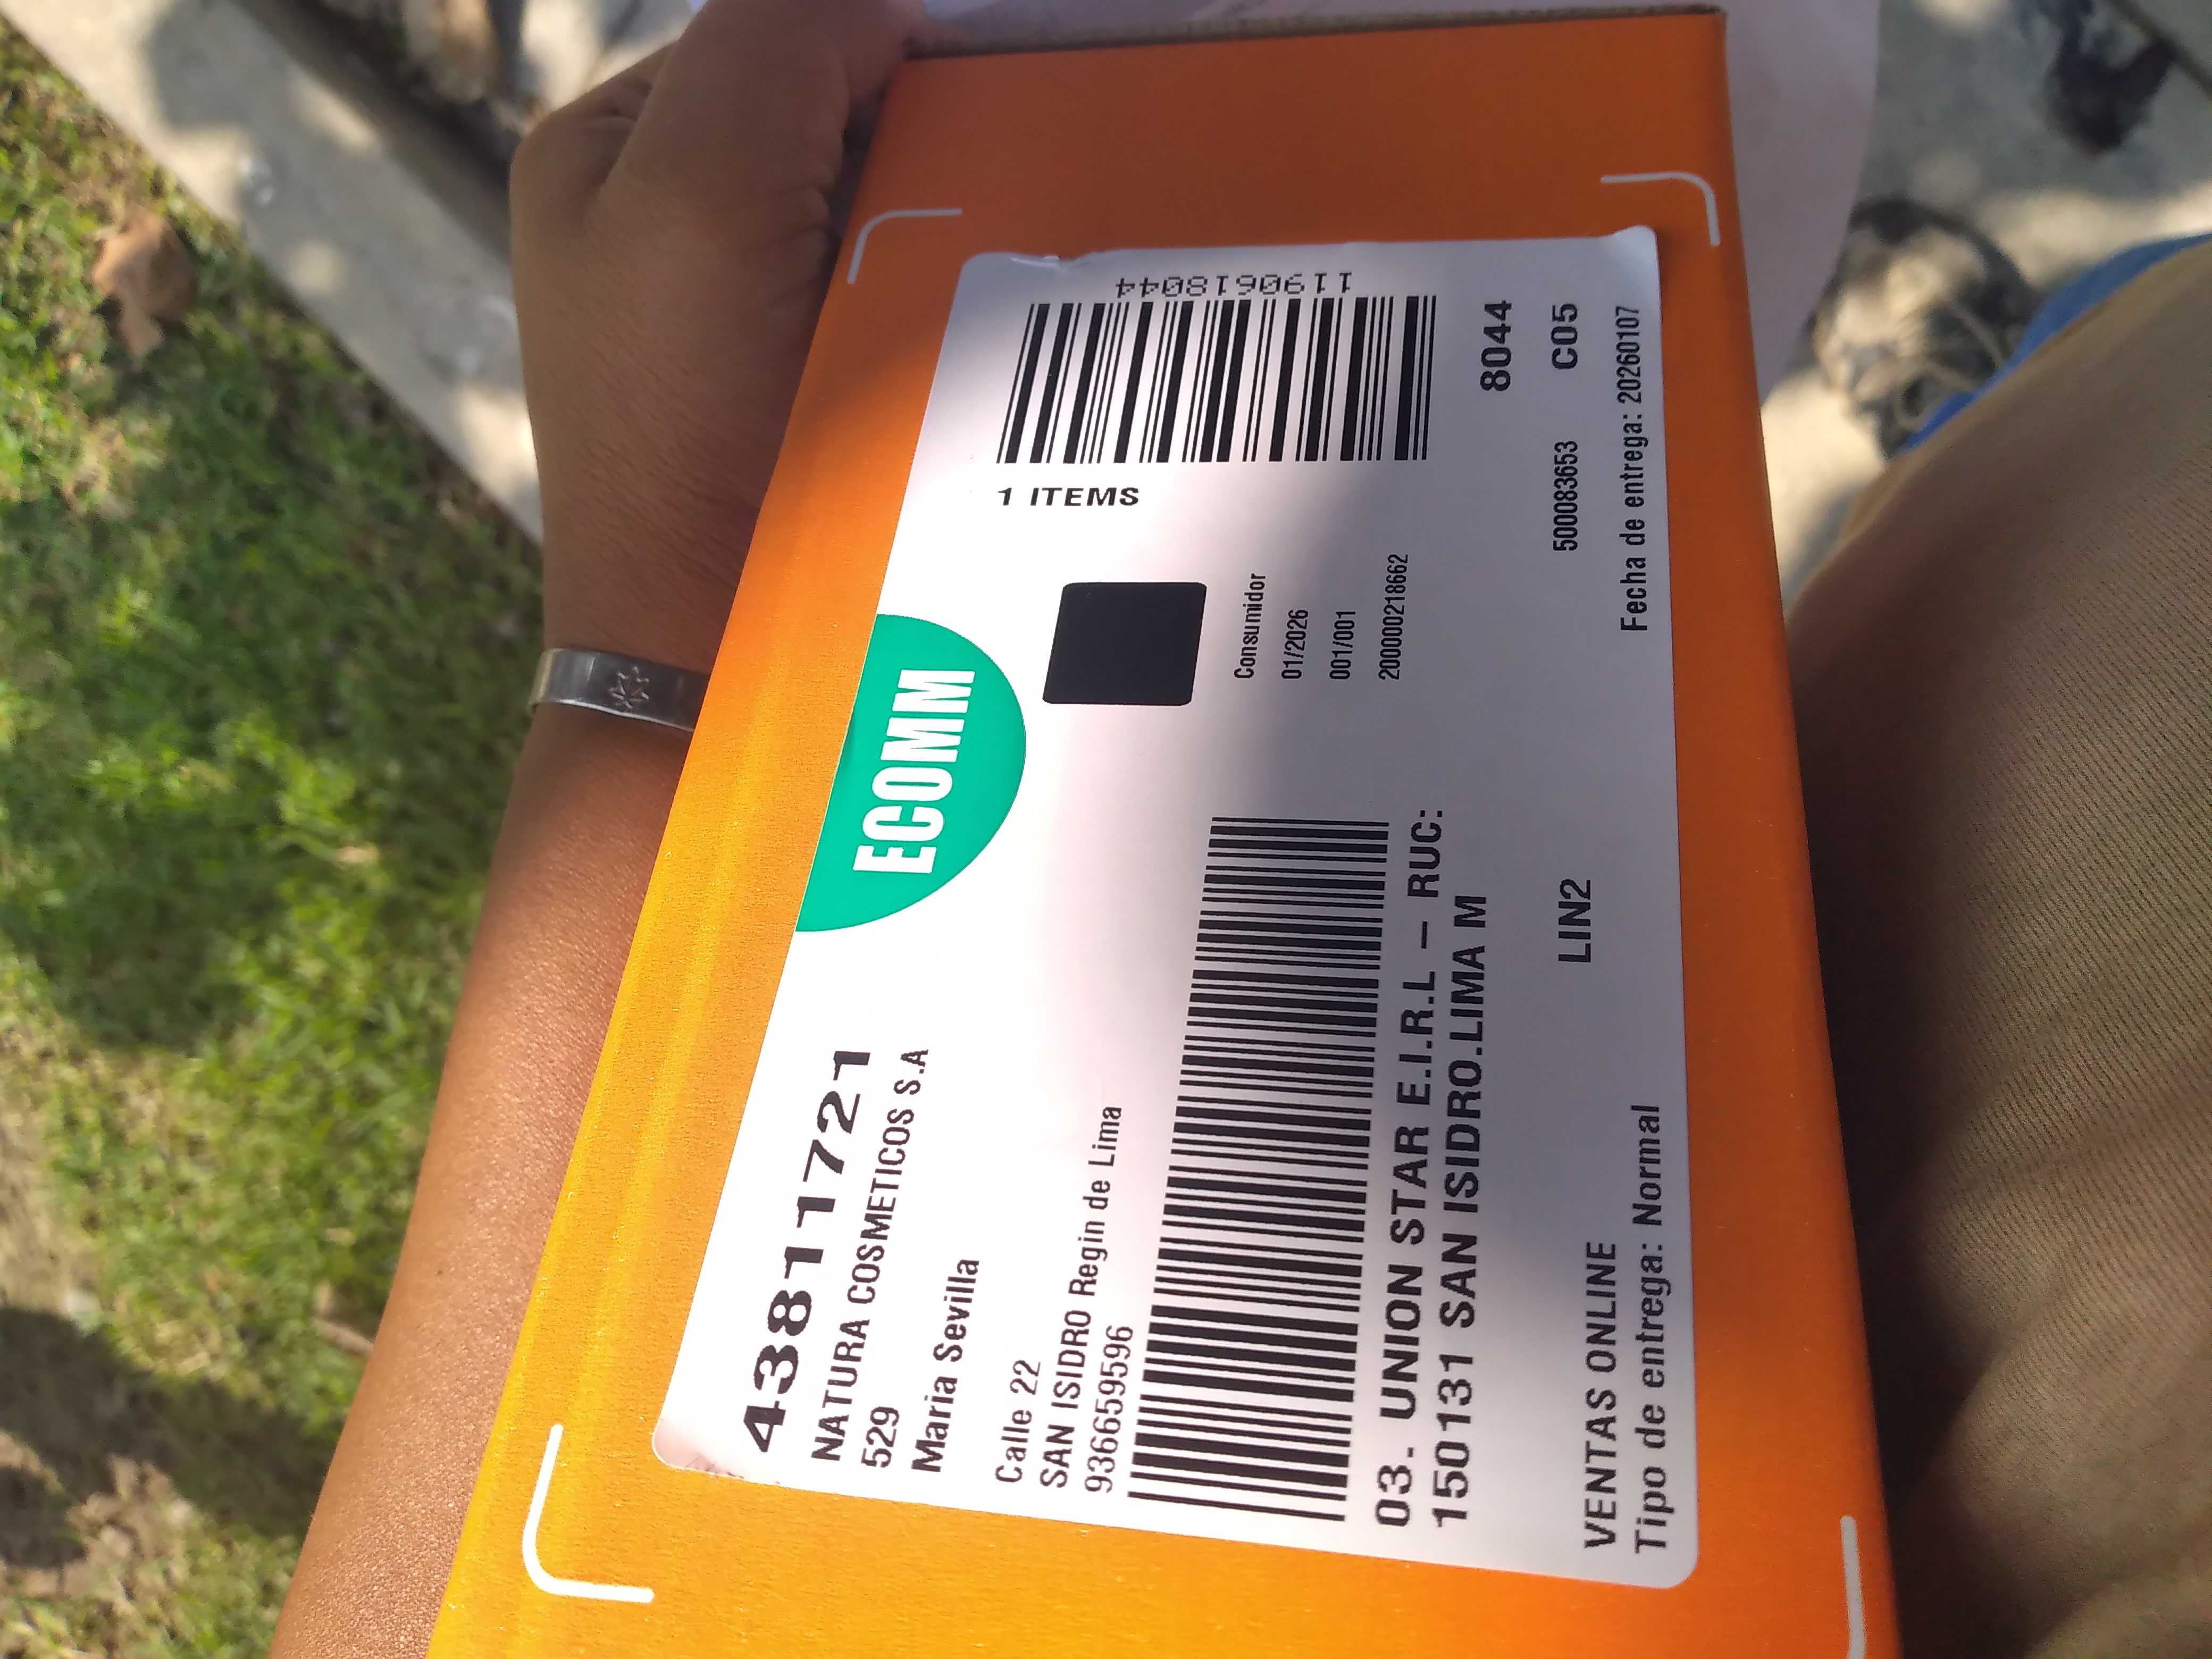 43811721
NATURA COSMETICOS S.A
529
Maria Sevilla
Calle 22
SAN ISIDRO Regin de Lima
936659596
ECOMM
1 ITEMS
1190618044
Consumidor
01/2026
001/001
200000218662
03. UNION STAR E.I.R.L – RUC:
150131 SAN ISIDRO.LIMA M
8044
LIN2
500083653
C05
VENTAS ONLINE
Tipo de entrega: Normal
Fecha de entrega: 20260107